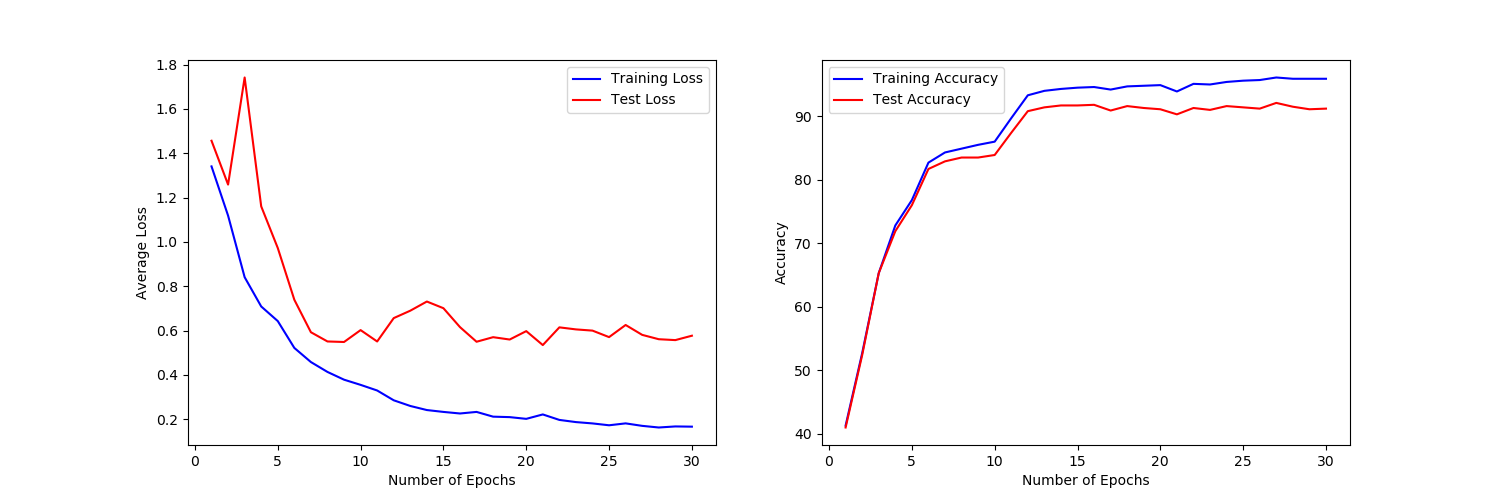 1.8
1.6
1.4
1.2
1.0
0.8
0.6
0.4
0.2
Average Loss
0 5 10 15 20 25 30
Number of Epochs
Training Loss
Test Loss
90
80
70
60
50
40
Accuracy
0 5 10 15 20 25 30
Number of Epochs
Training Accuracy
Test Accuracy